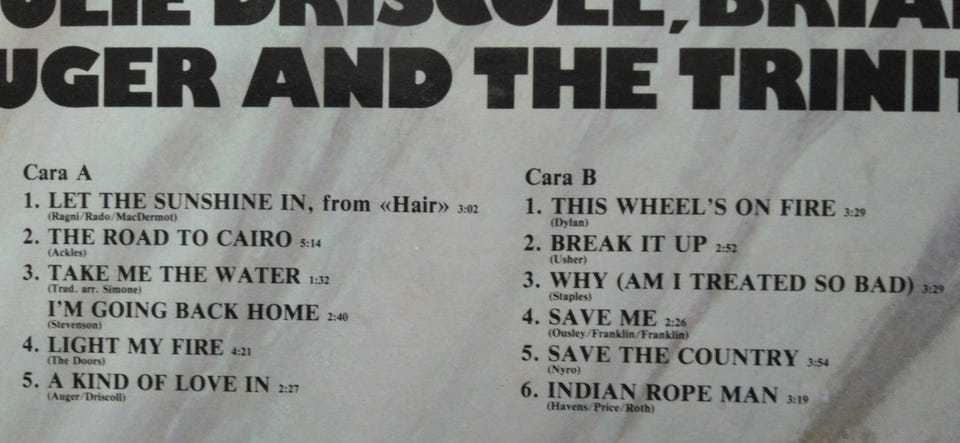 ULIE DRISCOLL, BRIAN
UGER AND THE TRINIT
Cara A
1. LET THE SUNSHINE IN, from «Hair» 3:02
(Ragni/Rado/MacDermot)
2. THE ROAD TO CAIRO 5:14
(Ackles)
3. TAKE ME THE WATER 1:32
(Trad. arr. Simone)
I'M GOING BACK HOME 2:40
(Stevenson)
4. LIGHT MY FIRE 4:21
(The Doors)
5. A KIND OF LOVE IN 2:27
(Auger/Driscoll)
Cara B
1. THIS WHEEL'S ON FIRE 3:29
(Dylan)
2. BREAK IT UP 2:52
(Usher)
3. WHY (AM I TREATED SO BAD) 3:29
(Staples)
4. SAVE ME 2:26
(Ousley/Franklin/Franklin)
5. SAVE THE COUNTRY 3:54
(Nyro)
6. INDIAN ROPE MAN 3:19
(Havens/Price/Roth)